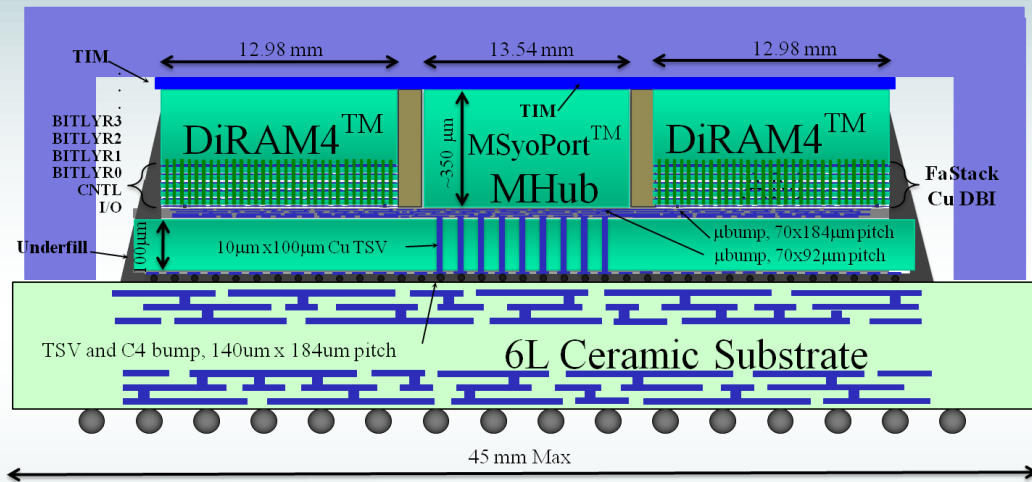 12.98 mm
13.54 mm
12.98 mm
TIM
TIM
BITLYR3
BITLYR2
BITLYR1
BITLYR0
CNTL
I/O
DiRAM4™
~350 μm
MSyoPort™
MHub
DiRAM4™
FaStack
Cu DBI
Underfill
100μm
10μm x100μm Cu TSV
μbump, 70x184μm pitch
μbump, 70x92μm pitch
TSV and C4 bump, 140um x 184um pitch
6L Ceramic Substrate
45 mm Max